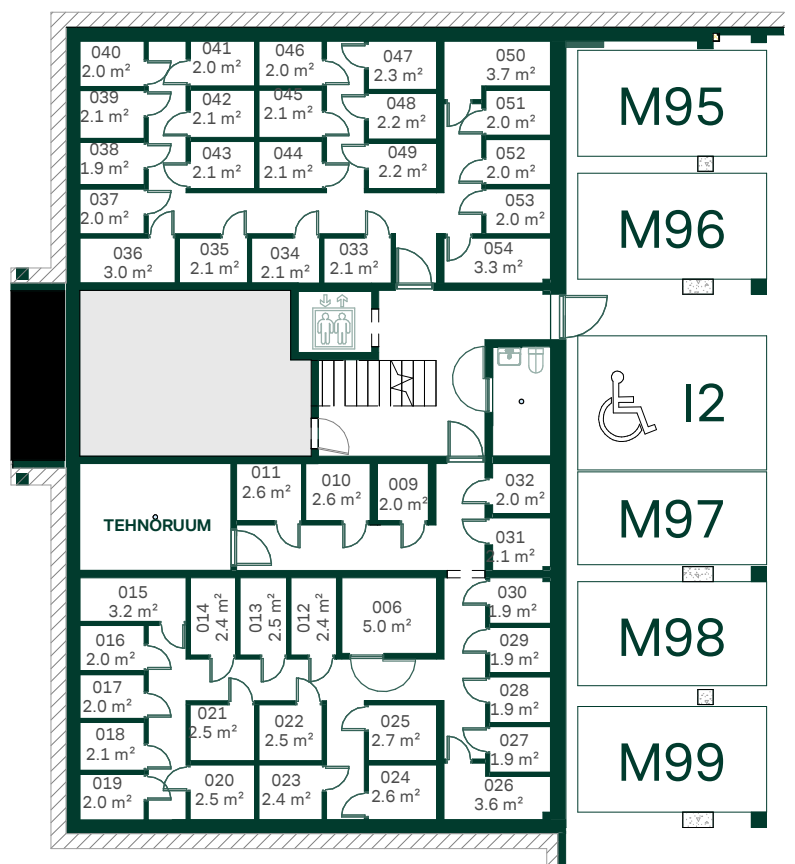 040
2.0 m²
041
2.0 m²
046
2.0 m²
047
2.3 m²
050
3.7 m²
039
2.1 m²
042
2.1 m²
045
2.1 m²
048
2.2 m²
051
2.0 m²
038
1.9 m²
043
2.1 m²
044
2.1 m²
049
2.2 m²
052
2.0 m²
037
2.0 m²
053
2.0 m²
036
3.0 m²
035
2.1 m²
034
2.1 m²
033
2.1 m²
054
3.3 m²
M95
M96
I2
011
2.6 m²
010
2.6 m²
009
2.0 m²
032
2.0 m²
TEHNORUUM
031
2.1 m²
M97
015
3.2 m²
014
2.4 m²
013
2.5 m²
012
2.4 m²
006
5.0 m²
030
1.9 m²
016
2.0 m²
029
1.9 m²
M98
017
2.0 m²
028
1.9 m²
021
2.5 m²
022
2.5 m²
025
2.7 m²
018
2.1 m²
027
1.9 m²
019
2.0 m²
020
2.5 m²
023
2.4 m²
024
2.6 m²
026
3.6 m²
M99